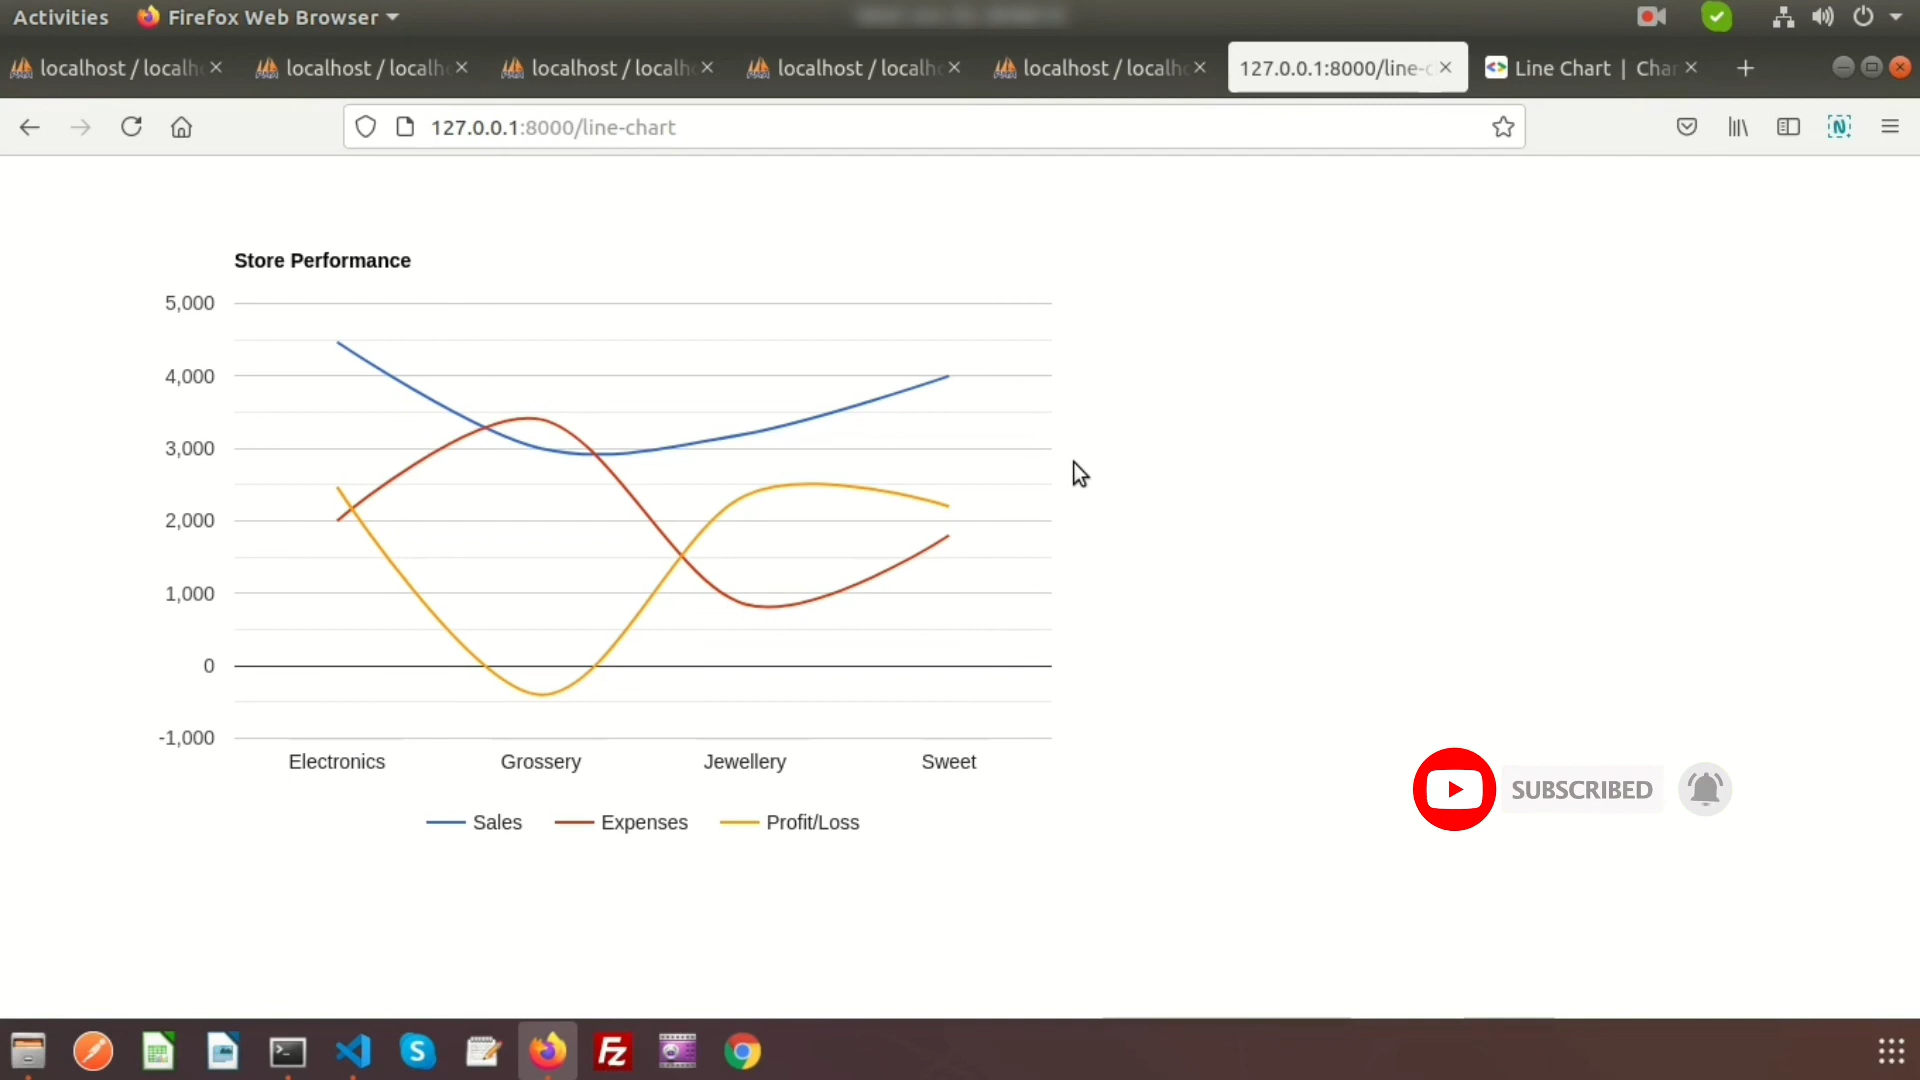 Activities Firefox Web Browser
localhost / localh localhost / localh localhost / localh localhost / localh localhost / localh 127.0.0.1:8000/line-c Line Chart | Char
127.0.0.1:8000/line-chart
Store Performance
5,000
4,000
3,000
2,000
1,000
0
-1,000
Electronics Grossery Jewellery Sweet
Sales Expenses Profit/Loss
SUBSCRIBED